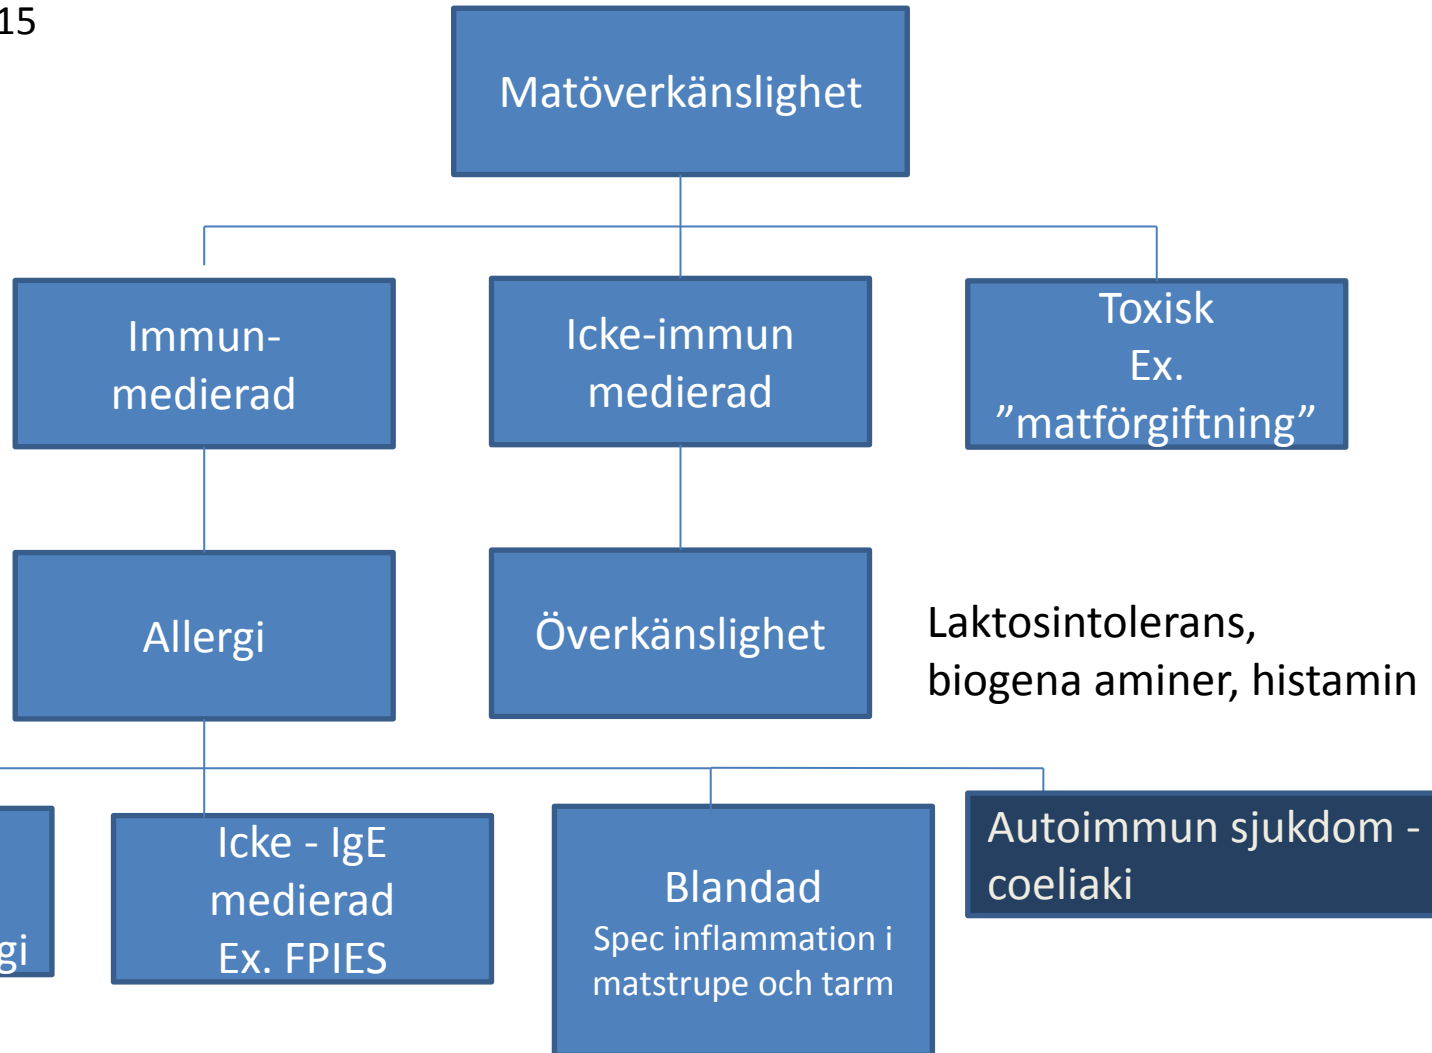 15
Matöverkänslighet
Immun-
medierad
Icke-immun
medierad
Toxisk
Ex.
”matförgiftning”
Allergi
Överkänslighet
Laktosintolerans,
biogena aminer, histamin
gi
Icke - IgE
medierad
Ex. FPIES
Blandad
Spec inflammation i
matstrupe och tarm
Autoimmun sjukdom -
coeliaki